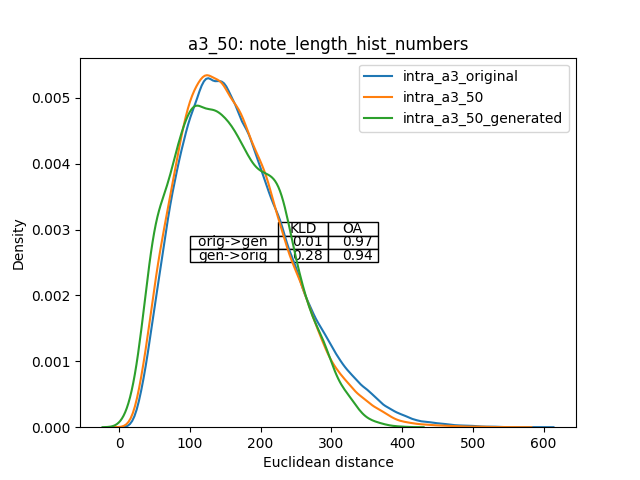 a3_50: note_length_hist_numbers
intra_a3_original
intra_a3_50
intra_a3_50_generated
Density
0.005
0.004
0.003
0.002
0.001
0.000
KLD OA
orig->gen 0.01 0.97
gen->orig 0.28 0.94
0 100 200 300 400 500 600
Euclidean distance